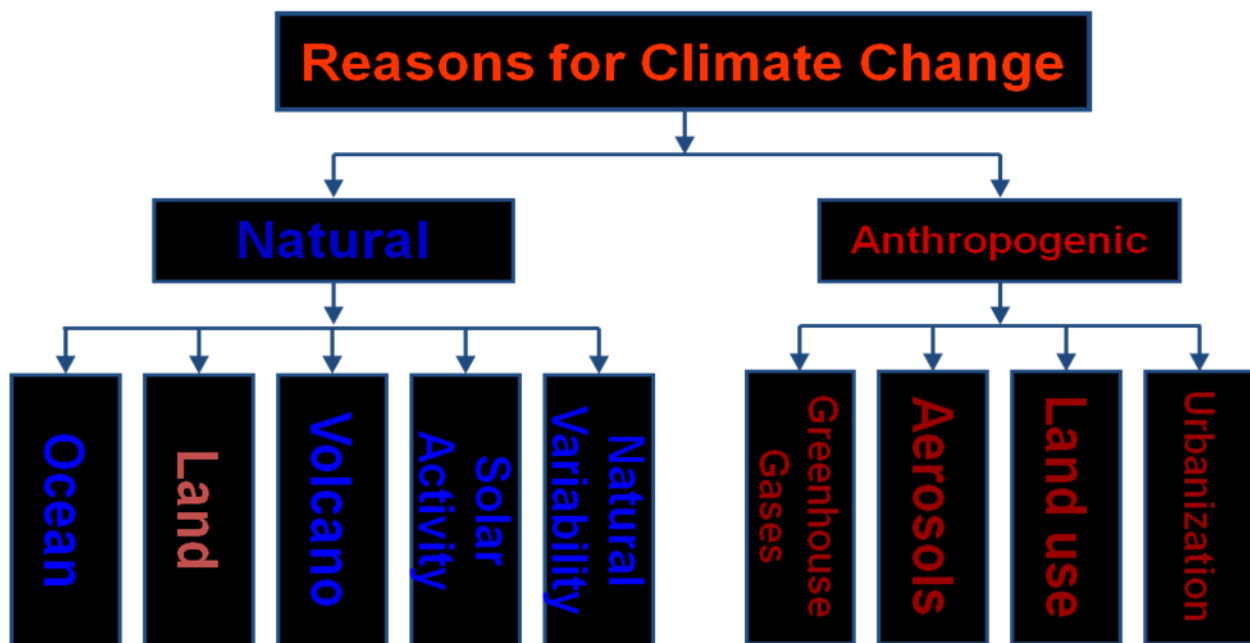 Reasons for Climate Change
Natural
Anthropogenic
Ocean
Land
Volcano
Solar
Activity
Natural
Variability
Greenhouse
Gases
Aerosols
Land use
Urbanization